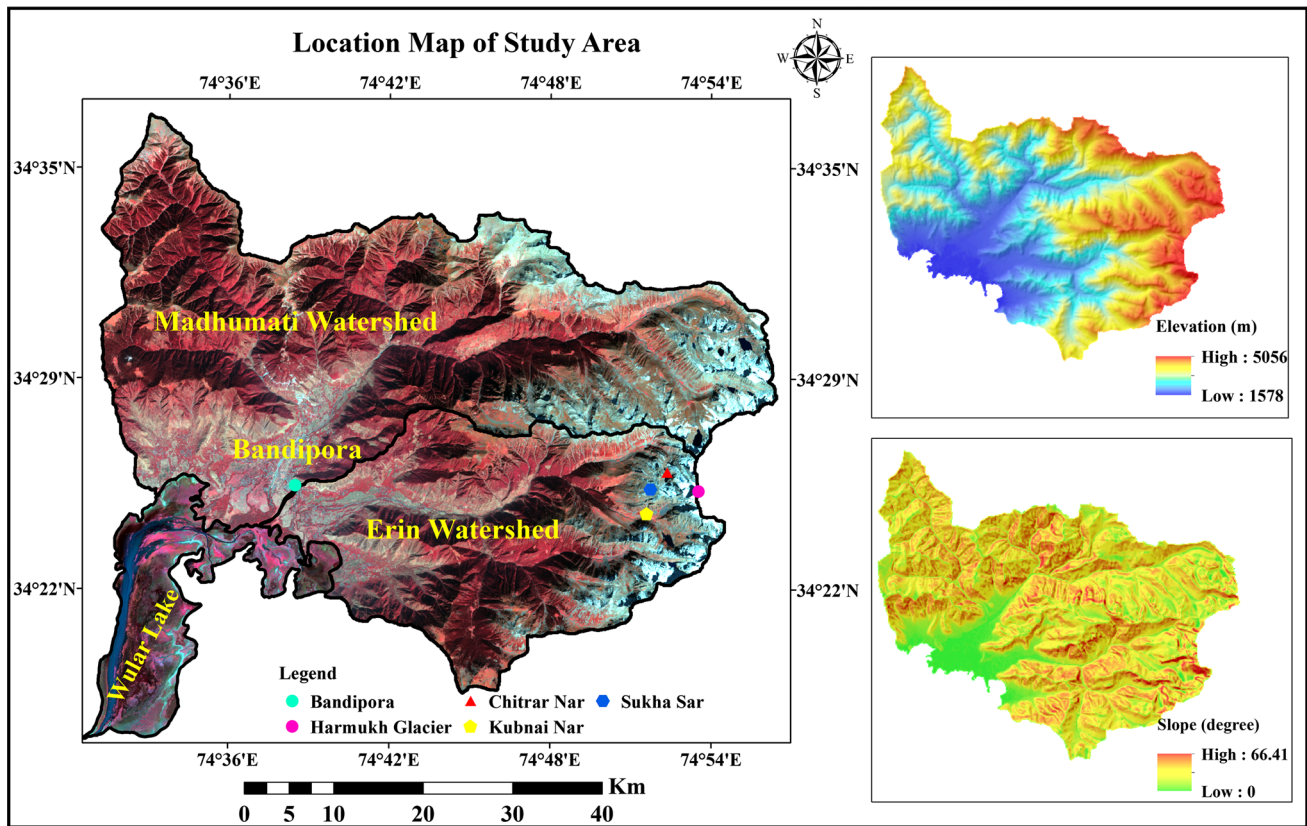 Location Map of Study Area
N
W E
S
74°36'E 74°42'E 74°48'E 74°54'E
34°35'N 34°35'N
34°29'N 34°29'N
34°22'N 34°22'N
Madhumati Watershed
Bandipora
Erin Watershed
Wular Lake
Legend
Bandipora Chitrar Nar Sukha Sar
Harmukh Glacier Kubnai Nar
74°36'E 74°42'E 74°48'E 74°54'E
Km
0 5 10 20 30 40
Elevation (m)
High : 5056
Low : 1578
Slope (degree)
High : 66.41
Low : 0